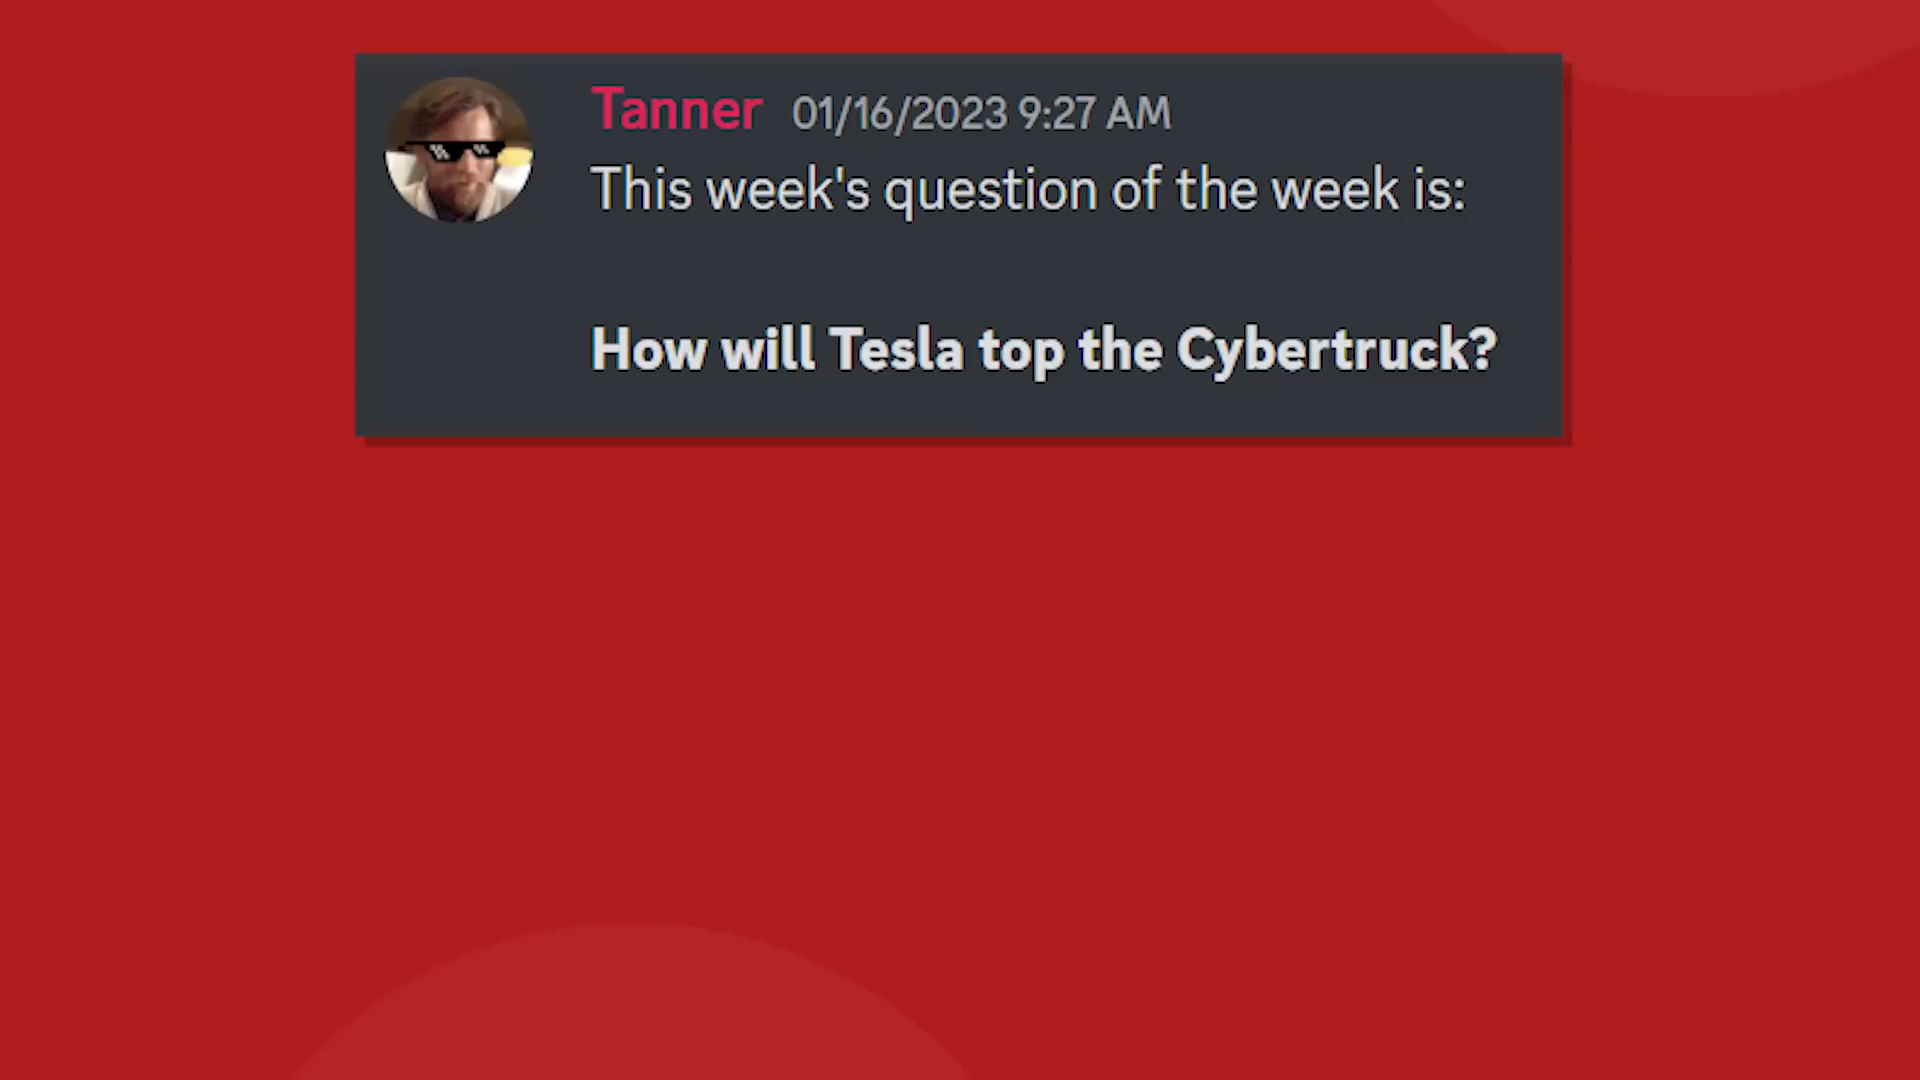 Tanner 01/16/2023 9:27 AM
This week's question of the week is:
How will Tesla top the Cybertruck?